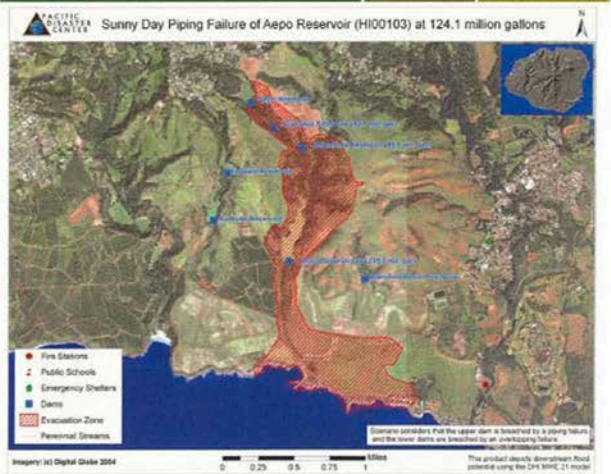 PACIFIC
DISASTER
CENTER
Sunny Day Piping Failure of Aepo Reservoir (HI00103) at 124.1 million gallons
N
Reservoir
Reservoir
Reservoir
Fire Stations
Public Schools
Emergency Shelters
Dams
Evacuation Zone
Perennial Streams
Scenario considers that the upper dam is breached by a piping failure
and the lower dams are breached by an overtopping failure
Imagery: (c) Digital Globe 2004
Miles
0 0.25 0.5 0.75 1
This product depicts downstream flood
potential using the DHI MIKE 21 model